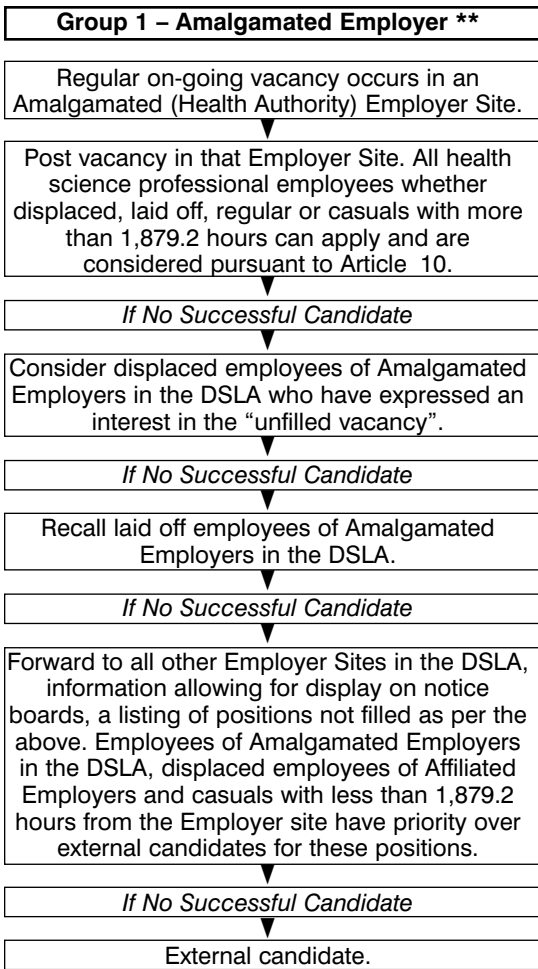 Group 1 – Amalgamated Employer **
Regular on-going vacancy occurs in an
Amalgamated (Health Authority) Employer Site.
Post vacancy in that Employer Site. All health
science professional employees whether
displaced, laid off, regular or casuals with more
than 1,879.2 hours can apply and are
considered pursuant to Article 10.
If No Successful Candidate
Consider displaced employees of Amalgamated
Employers in the DSLA who have expressed an
interest in the “unfilled vacancy”.
If No Successful Candidate
Recall laid off employees of Amalgamated
Employers in the DSLA.
If No Successful Candidate
Forward to all other Employer Sites in the DSLA,
information allowing for display on notice
boards, a listing of positions not filled as per the
above. Employees of Amalgamated Employers
in the DSLA, displaced employees of Affiliated
Employers and casuals with less than 1,879.2
hours from the Employer site have priority over
external candidates for these positions.
If No Successful Candidate
External candidate.